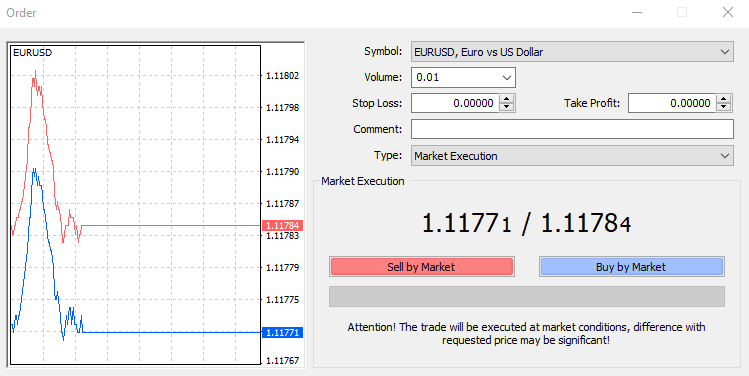 Order
EURUSD
1.11802
1.11798
1.11794
1.11790
1.11787
1.11784
1.11783
1.11779
1.11775
1.11771
1.11767
Symbol: EURUSD, Euro vs US Dollar
Volume: 0.01
Stop Loss: 0.00000 Take Profit: 0.00000
Comment:
Type: Market Execution
Market Execution
1.11771 / 1.11784
Sell by Market Buy by Market
Attention! The trade will be executed at market conditions, difference with
requested price may be significant!